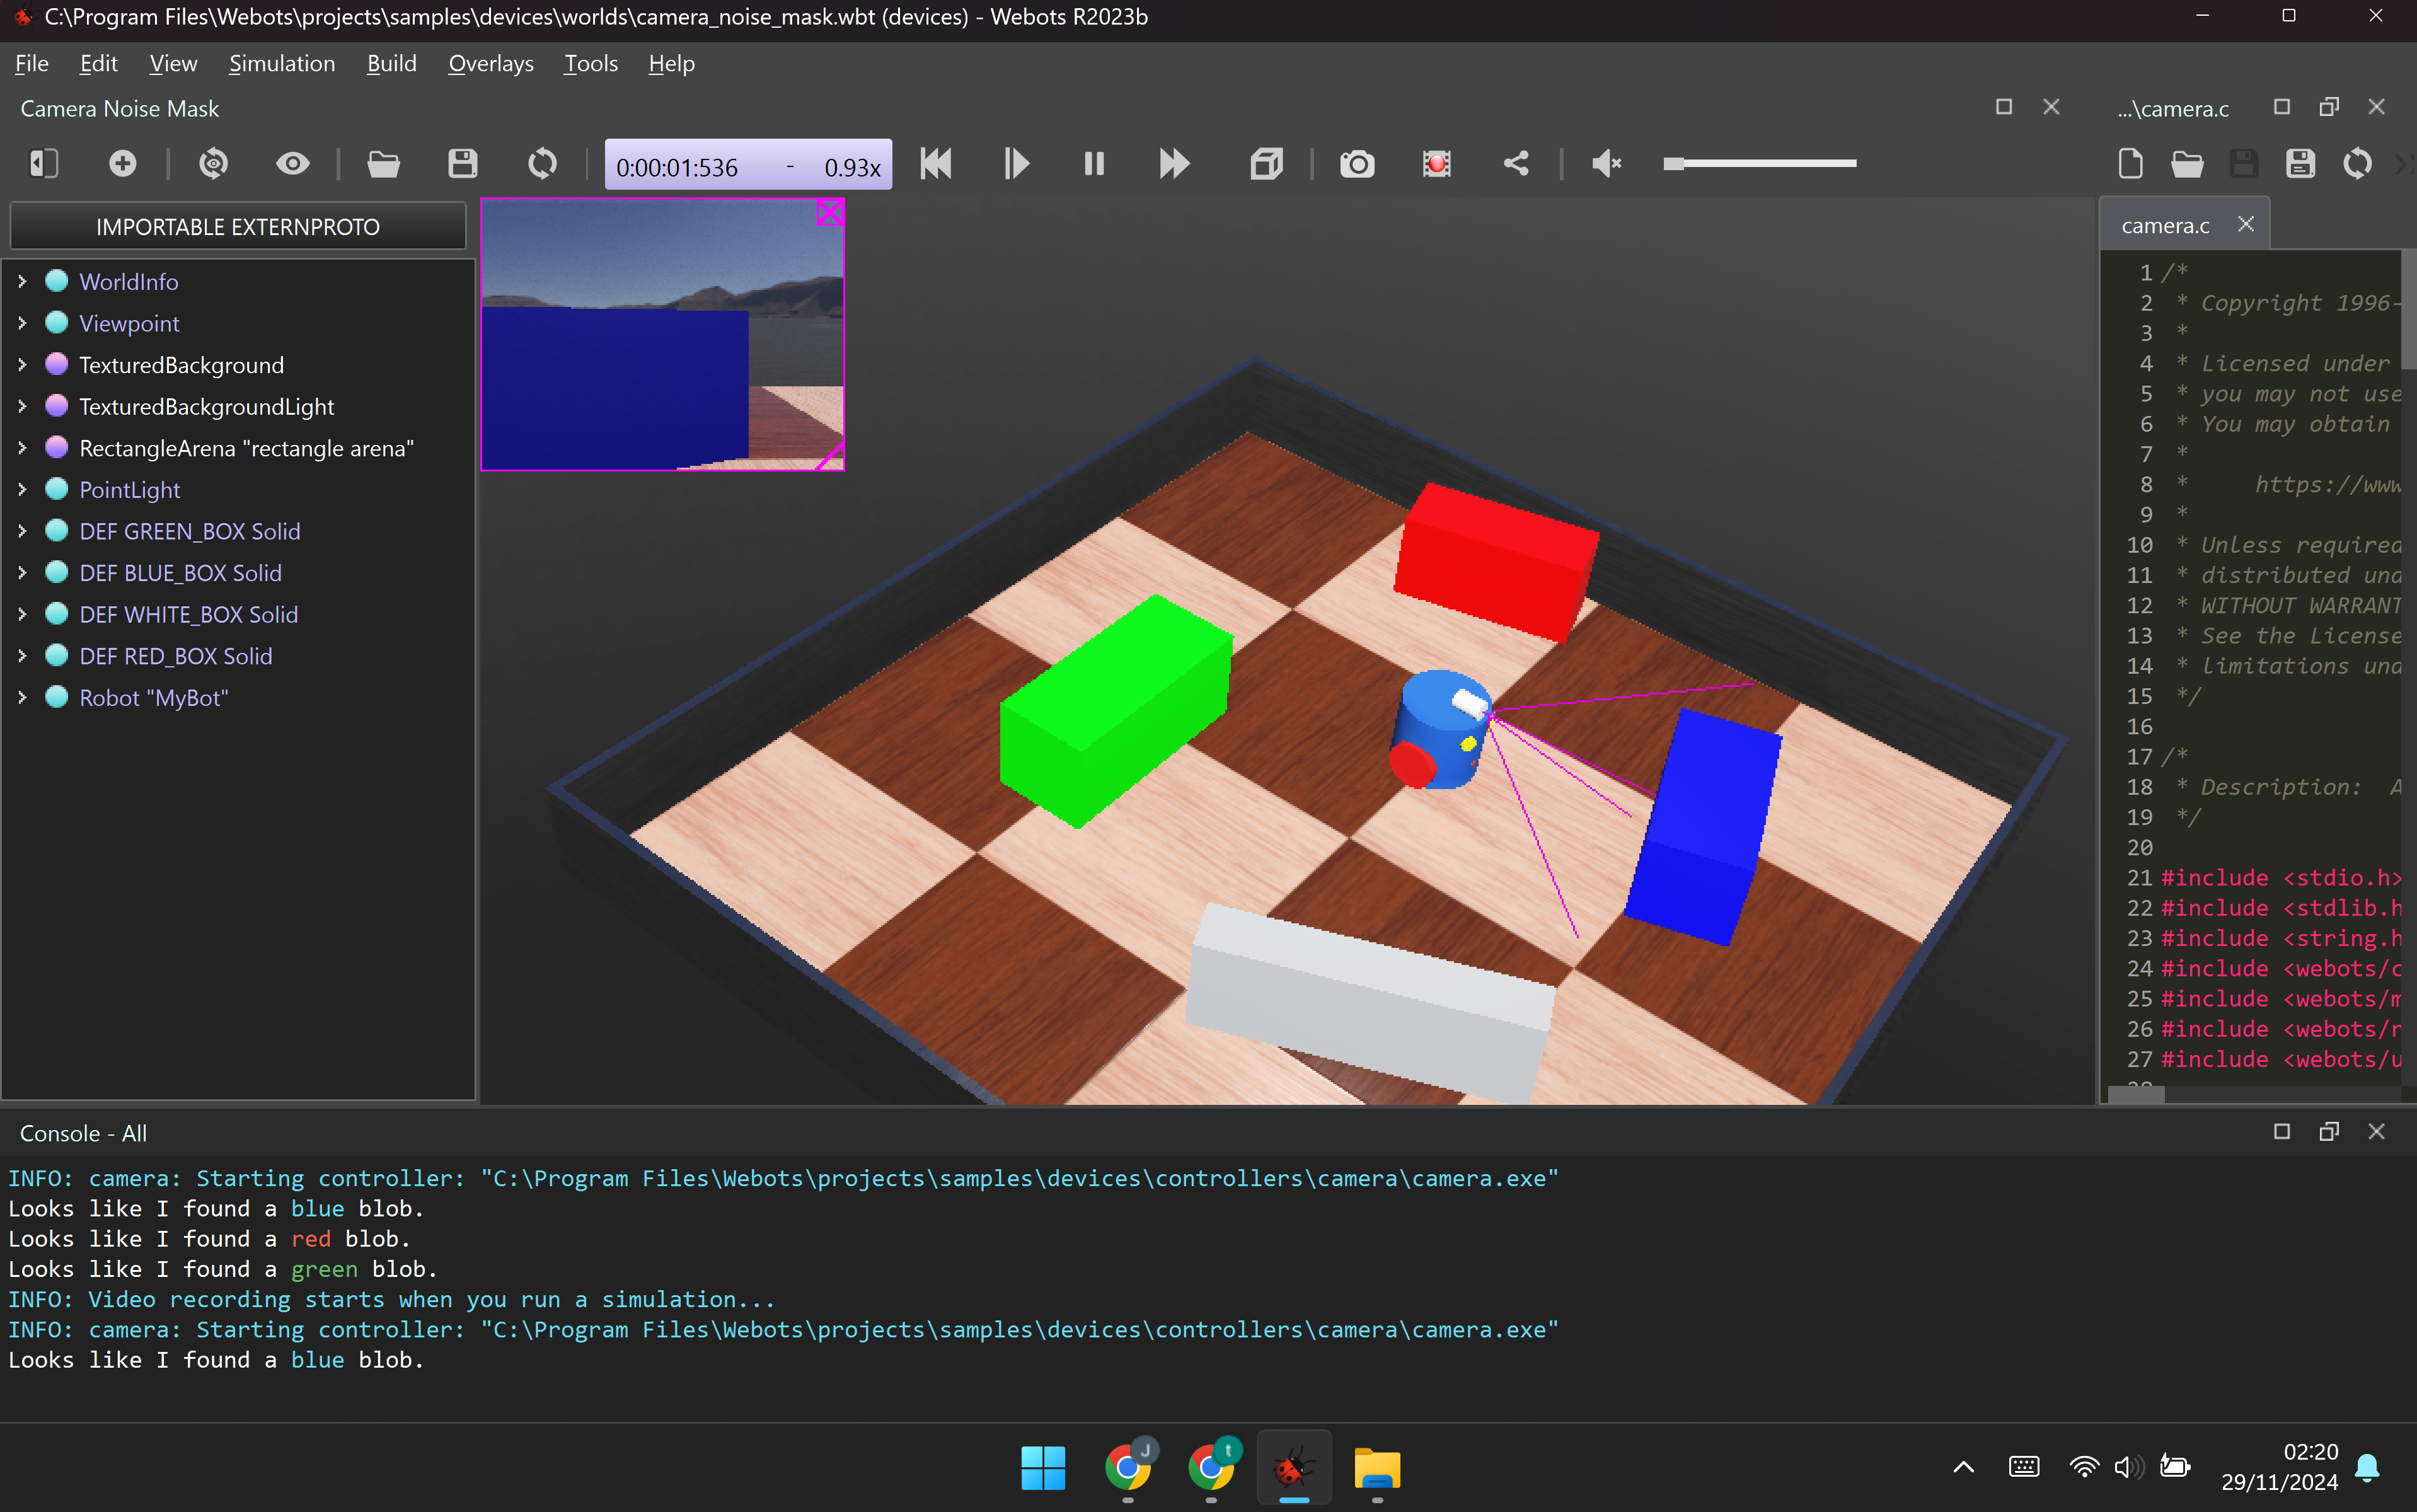 C:\Program Files\Webots\projects\samples\devices\worlds\camera_noise_mask.wbt (devices) - Webots R2023b
File Edit View Simulation Build Overlays Tools Help
Camera Noise Mask
0:00:01:536 - 0.93x
IMPORTABLE EXTERNPROTO
WorldInfo
Viewpoint
TexturedBackground
TexturedBackgroundLight
RectangleArena "rectangle arena"
PointLight
DEF GREEN_BOX Solid
DEF BLUE_BOX Solid
DEF WHITE_BOX Solid
DEF RED_BOX Solid
Robot "MyBot"
...\camera.c
camera.c
1 /*
2 * Copyright 1996-
3 *
4 * Licensed under
5 * you may not use
6 * You may obtain
7 *
8 * https://www
9 *
10 * Unless required
11 * distributed und
12 * WITHOUT WARRANT
13 * See the License
14 * limitations und
15 */
16
17 /*
18 * Description: A
19 */
20
21 #include <stdio.h>
22 #include <stdlib.h
23 #include <string.h
24 #include <webots/c
25 #include <webots/m
26 #include <webots/r
27 #include <webots/u
Console - All
INFO: camera: Starting controller: "C:\Program Files\Webots\projects\samples\devices\controllers\camera\camera.exe"
Looks like I found a blue blob.
Looks like I found a red blob.
Looks like I found a green blob.
INFO: Video recording starts when you run a simulation...
INFO: camera: Starting controller: "C:\Program Files\Webots\projects\samples\devices\controllers\camera\camera.exe"
Looks like I found a blue blob.
J
t
02:20
29/11/2024